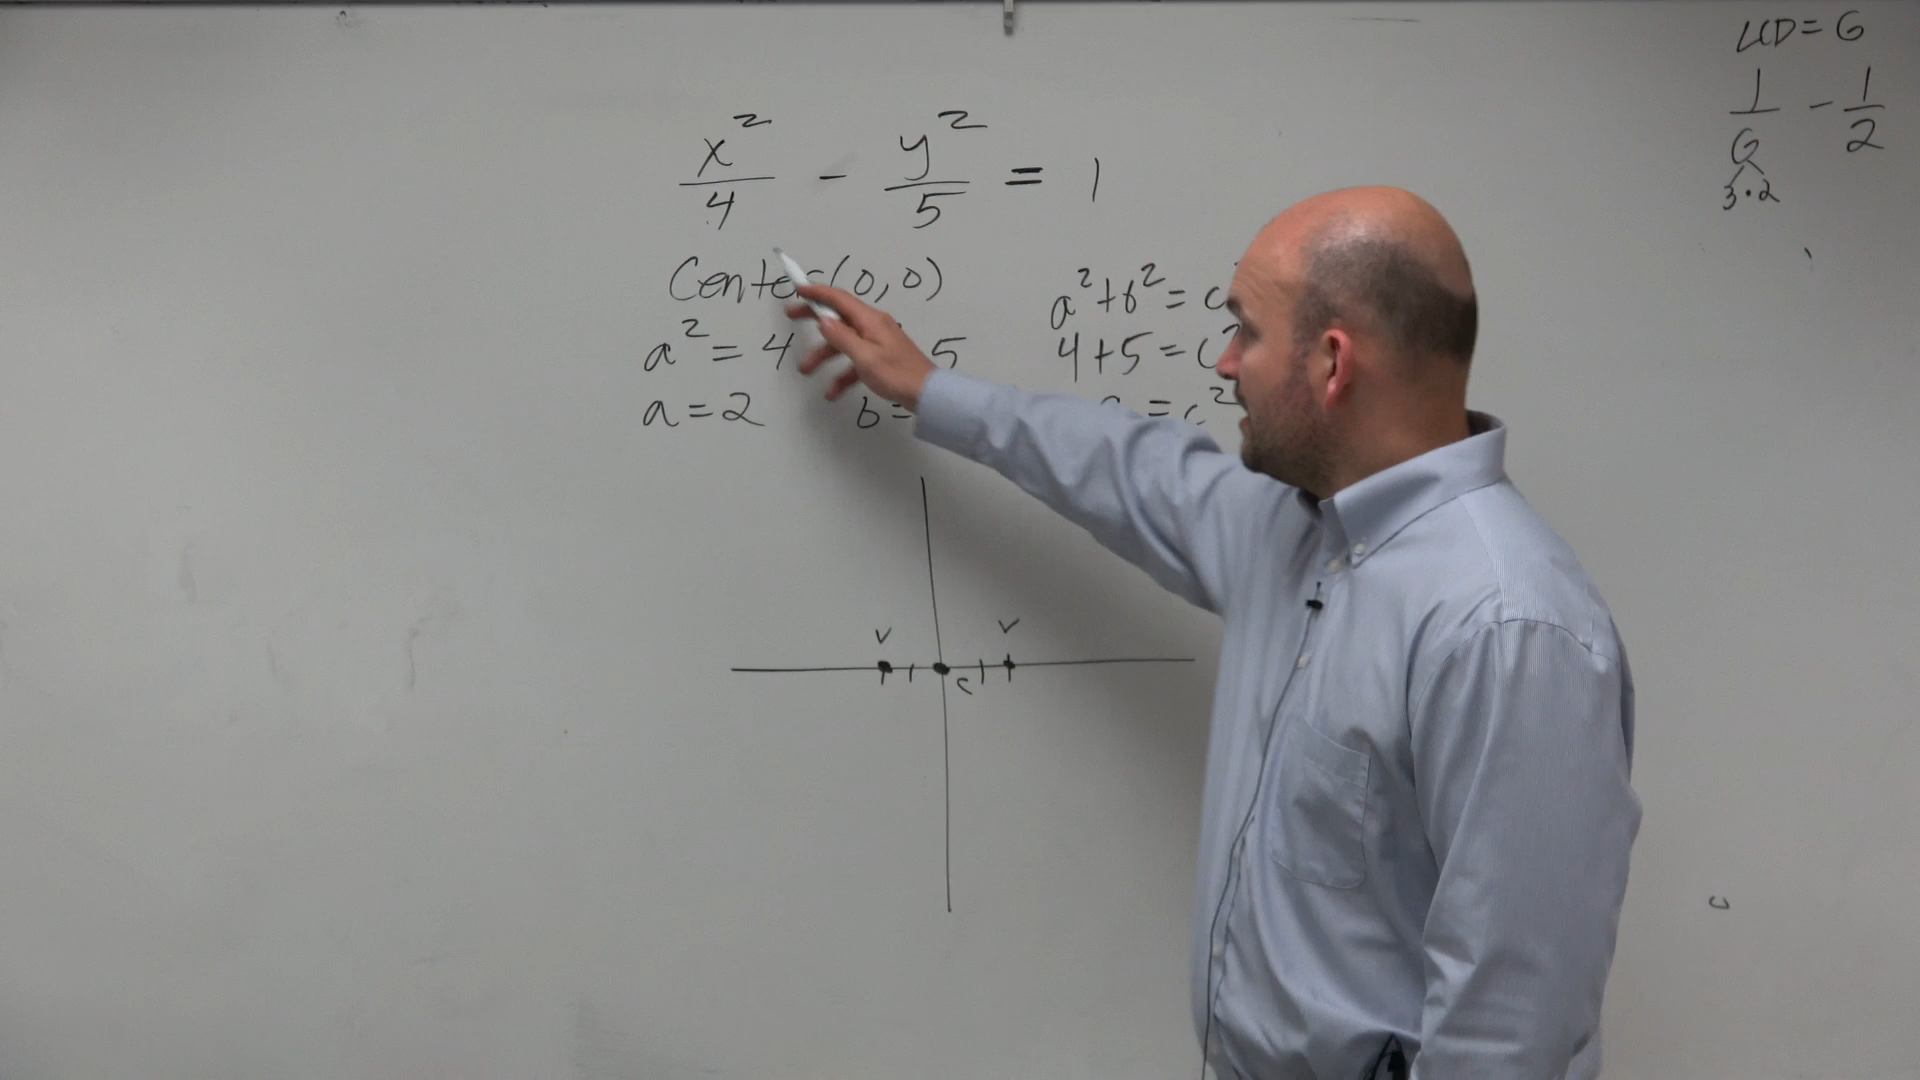 x²/4 - y²/5 = 1
Center (0,0)
a² = 4 5
a = 2 b =
a² + b² = c
4 + 5 = c²
= c²
v v
c
LCD = 6
1/6 - 1/2
3·2